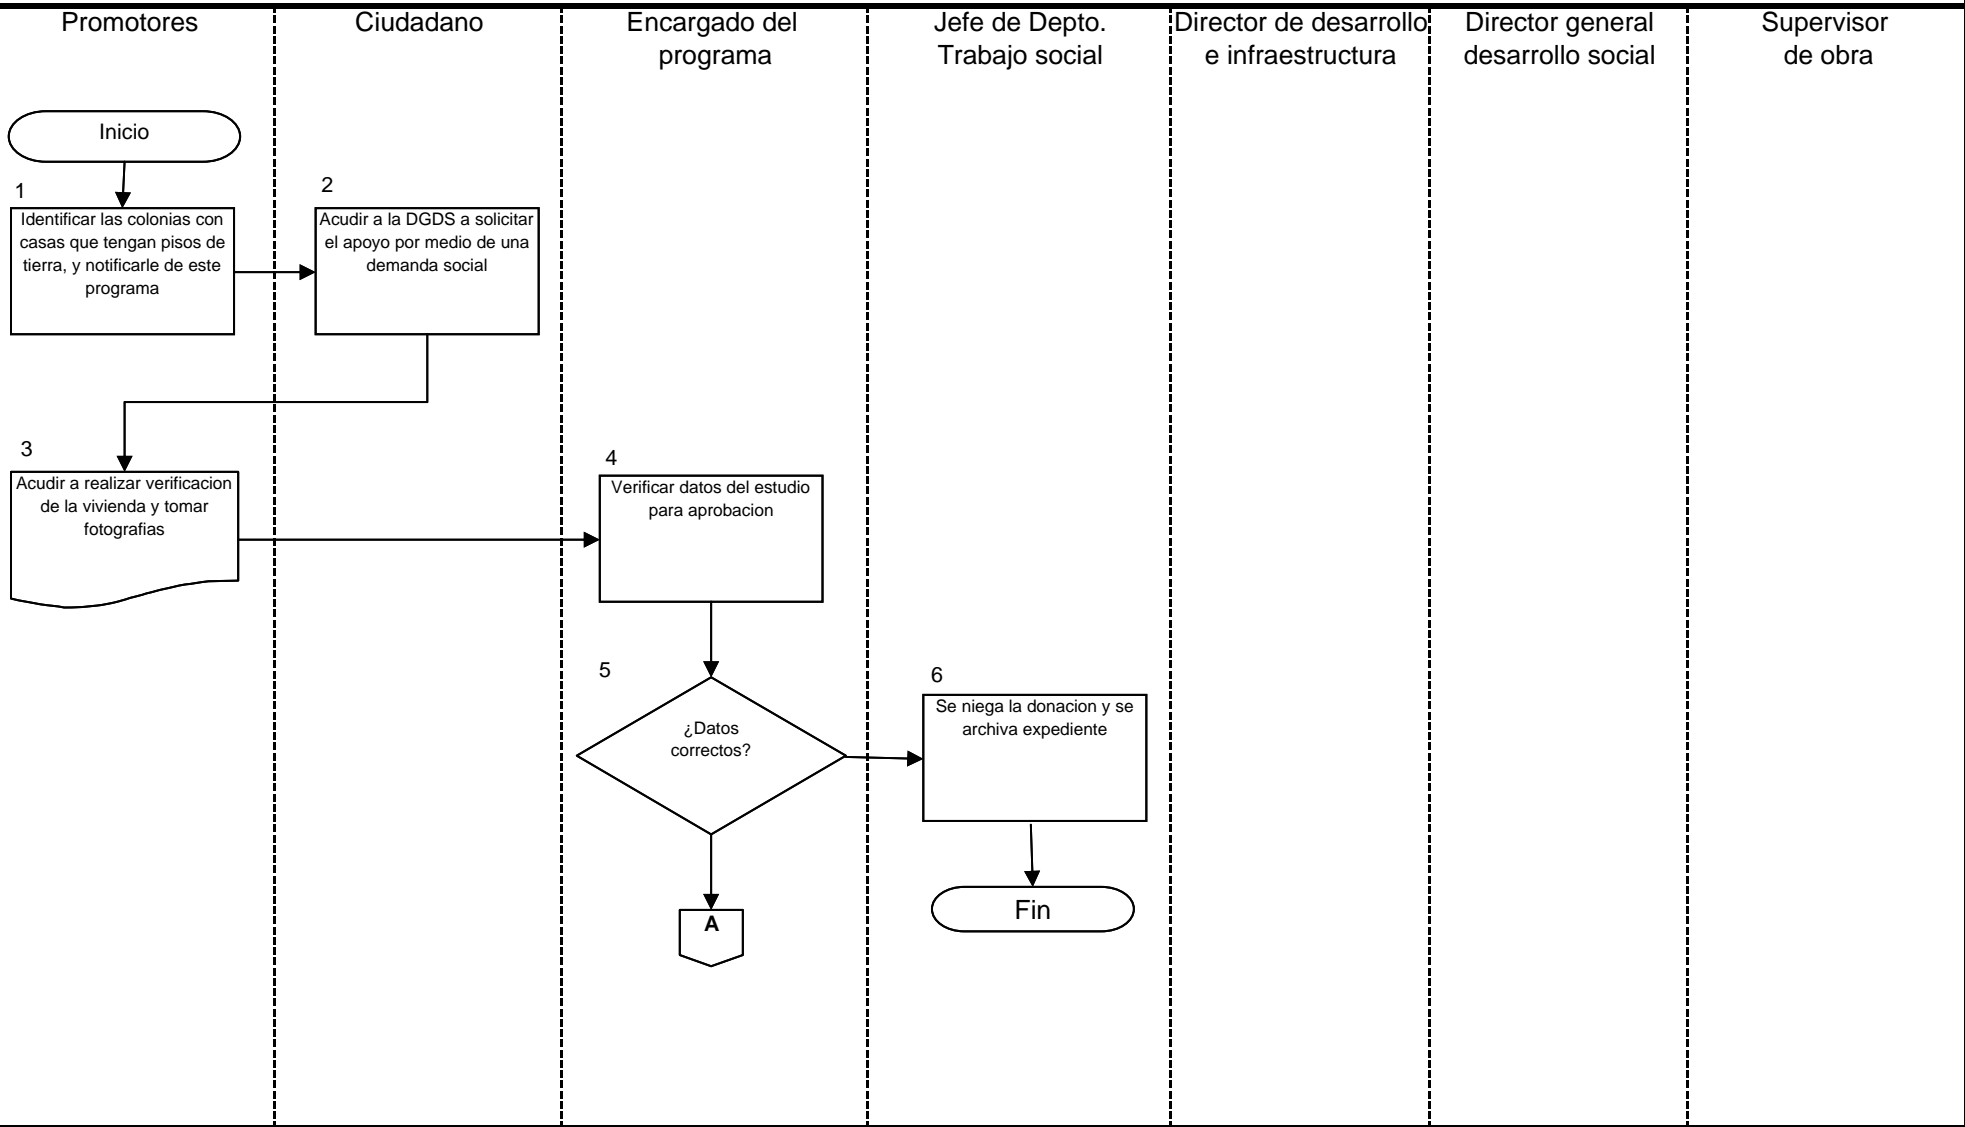 Promotores
Ciudadano
Encargado del
programa
Jefe de Depto.
Trabajo social
Director de desarrollo
e infraestructura
Director general
desarrollo social
Supervisor
de obra
Inicio
1
Identificar las colonias con
casas que tengan pisos de
tierra, y notificarle de este
programa
2
Acudir a la DGDS a solicitar
el apoyo por medio de una
demanda social
3
Acudir a realizar verificacion
de la vivienda y tomar
fotografias
4
Verificar datos del estudio
para aprobacion
5
¿Datos
correctos?
6
Se niega la donacion y se
archiva expediente
A
Fin